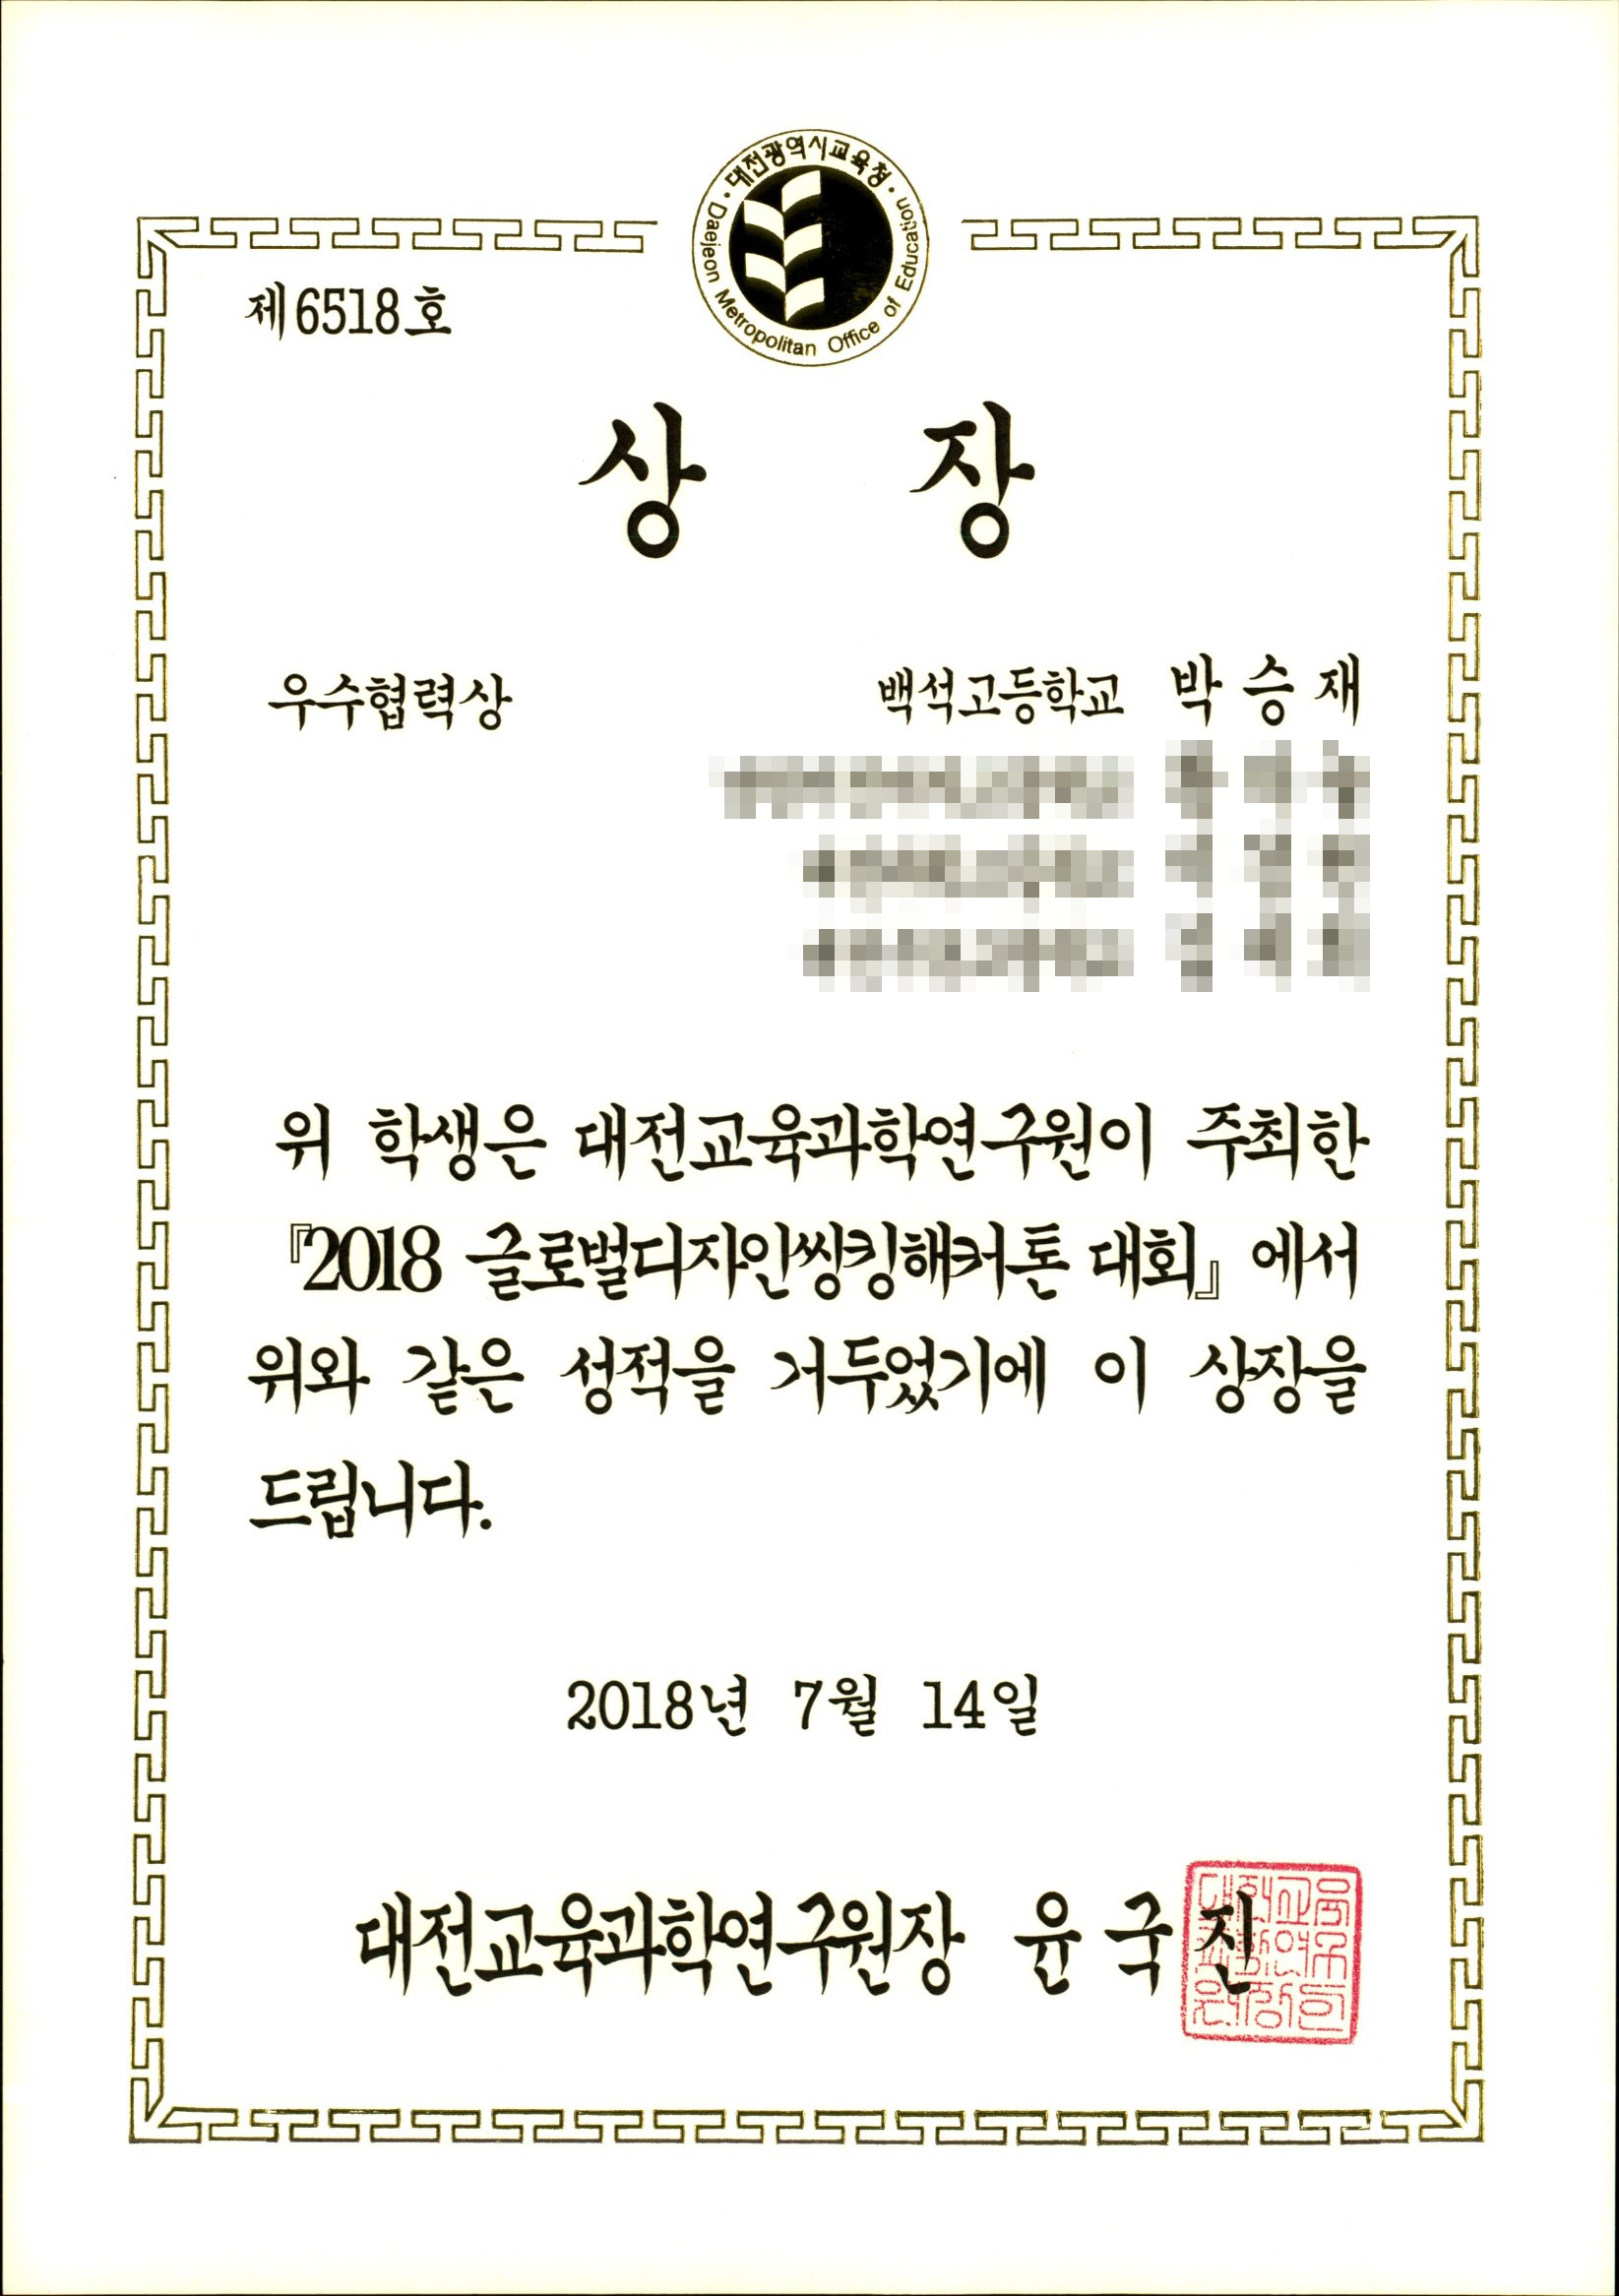 대전광역시교육청
Daejeon Metropolitan Office of Education
제6518호
상 장
우수협력상
백석고등학교 박승재
위 학생은 대전교육과학연구원이 주최한
『2018 글로벌디자인씽킹해커톤 대회』에서
위와 같은 성적을 거두었기에 이 상장을
드립니다.
2018년 7월 14일
대전교육과학연구원장 윤국진